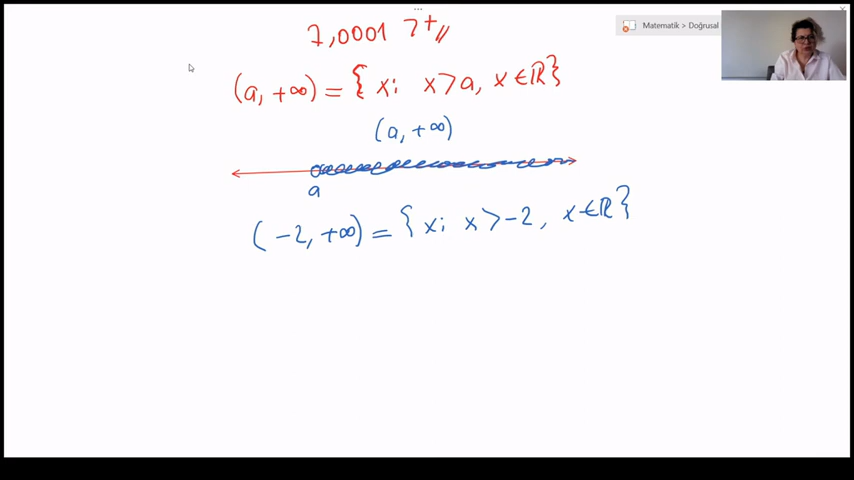 7,0001 7⁺//
Matematik > Doğrusal
(a, +∞) = { x: x > a, x ∈ ℝ }
(a, +∞)
a
(-2, +∞) = { x: x > -2, x ∈ ℝ }